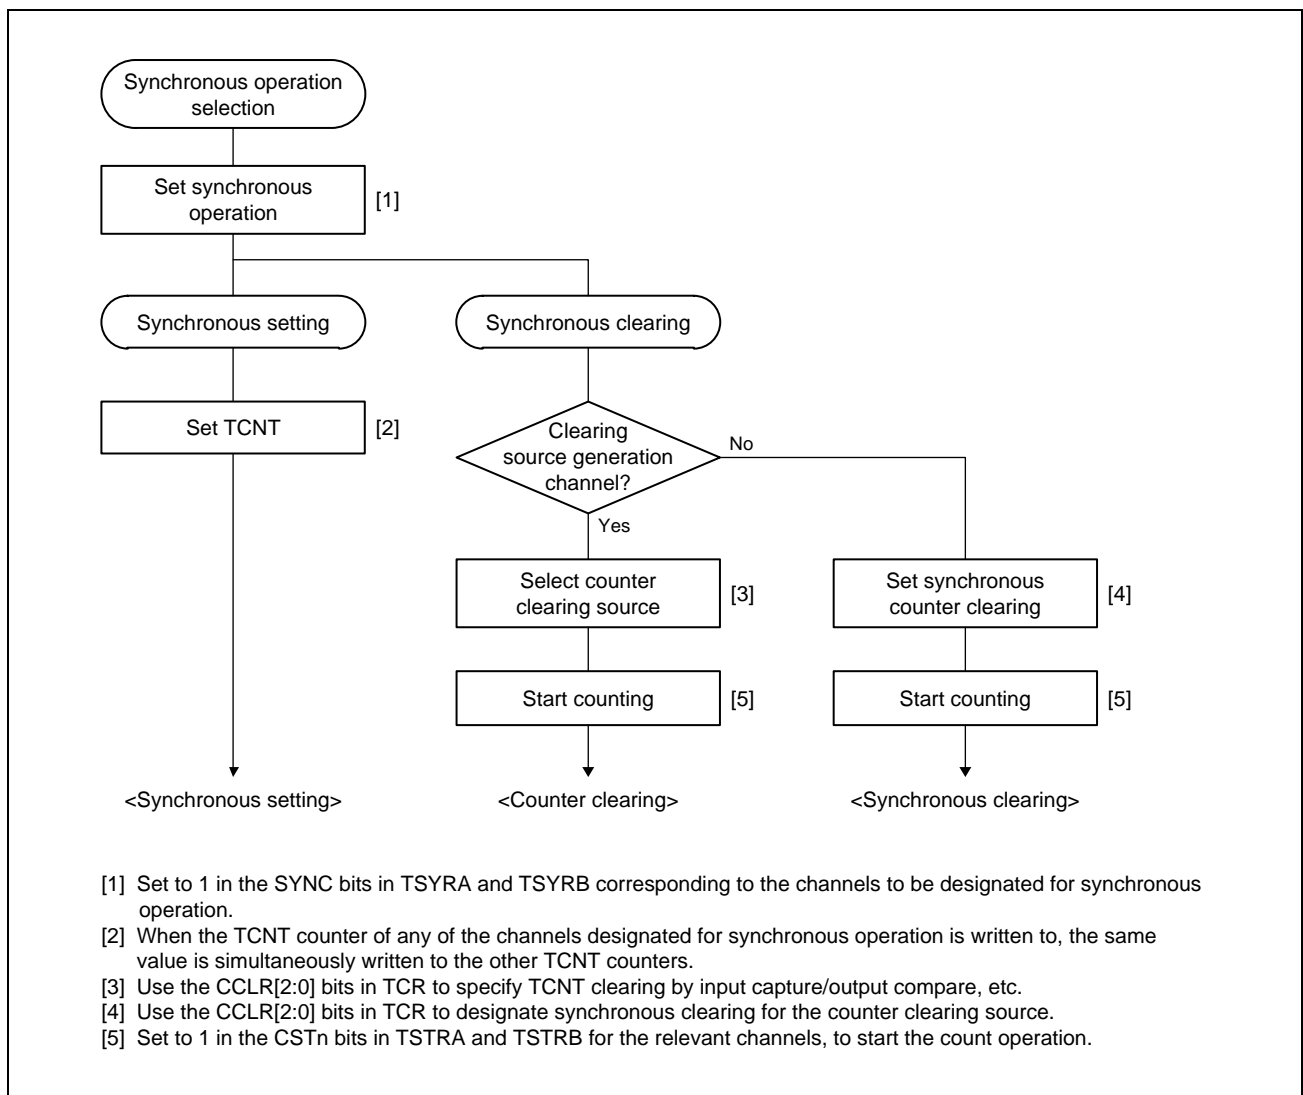 Synchronous operation
selection
Set synchronous
operation
[1]
Synchronous setting
Synchronous clearing
Set TCNT
[2]
Clearing
source generation
channel?
No
Yes
Select counter
clearing source
[3]
Set synchronous
counter clearing
[4]
Start counting
[5]
Start counting
[5]
<Synchronous setting>
<Counter clearing>
<Synchronous clearing>
[1] Set to 1 in the SYNC bits in TSYRA and TSYRB corresponding to the channels to be designated for synchronous
operation.
[2] When the TCNT counter of any of the channels designated for synchronous operation is written to, the same
value is simultaneously written to the other TCNT counters.
[3] Use the CCLR[2:0] bits in TCR to specify TCNT clearing by input capture/output compare, etc.
[4] Use the CCLR[2:0] bits in TCR to designate synchronous clearing for the counter clearing source.
[5] Set to 1 in the CSTn bits in TSTRA and TSTRB for the relevant channels, to start the count operation.